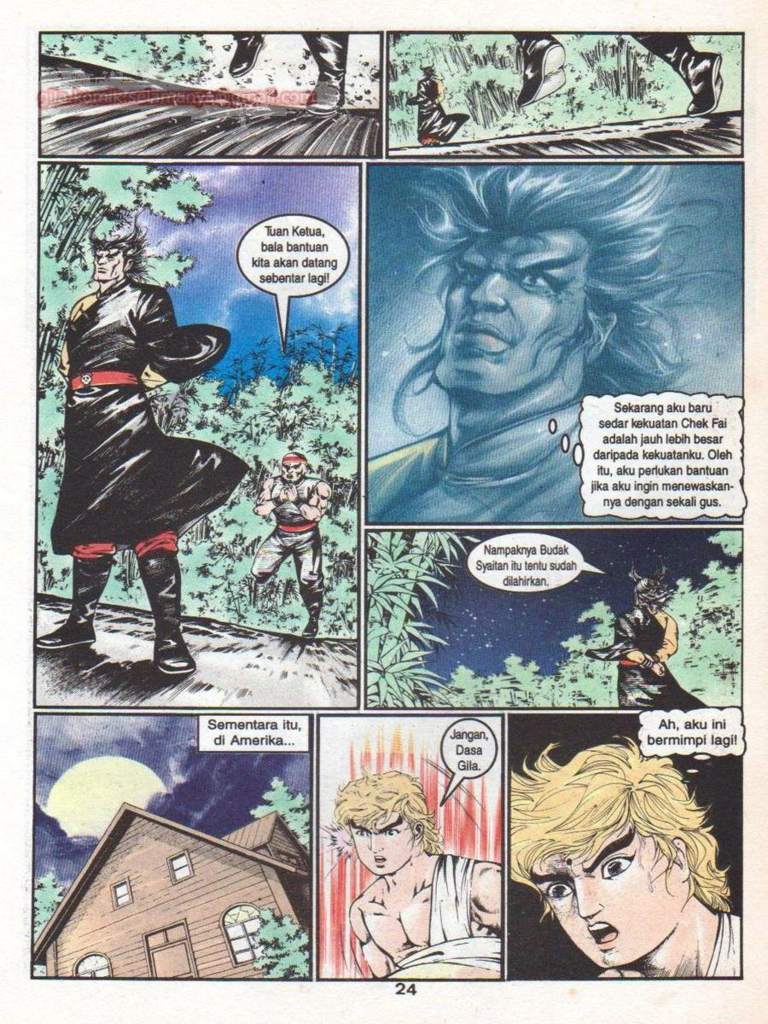 Tuan Ketua,
bala bantuan
kita akan datang
sebentar lagi!
Sekarang aku baru
sedar kekuatan Chek Fai
adalah jauh lebih besar
daripada kekuatanku. Oleh
itu, aku perlukan bantuan
jika aku ingin menewaskan-
nya dengan sekali gus.
Nampaknya Budak
Syaitan itu tentu sudah
dilahirkan.
Sementara itu,
di Amerika...
Jangan,
Dasa
Gila.
Ah, aku ini
bermimpi lagi!
24